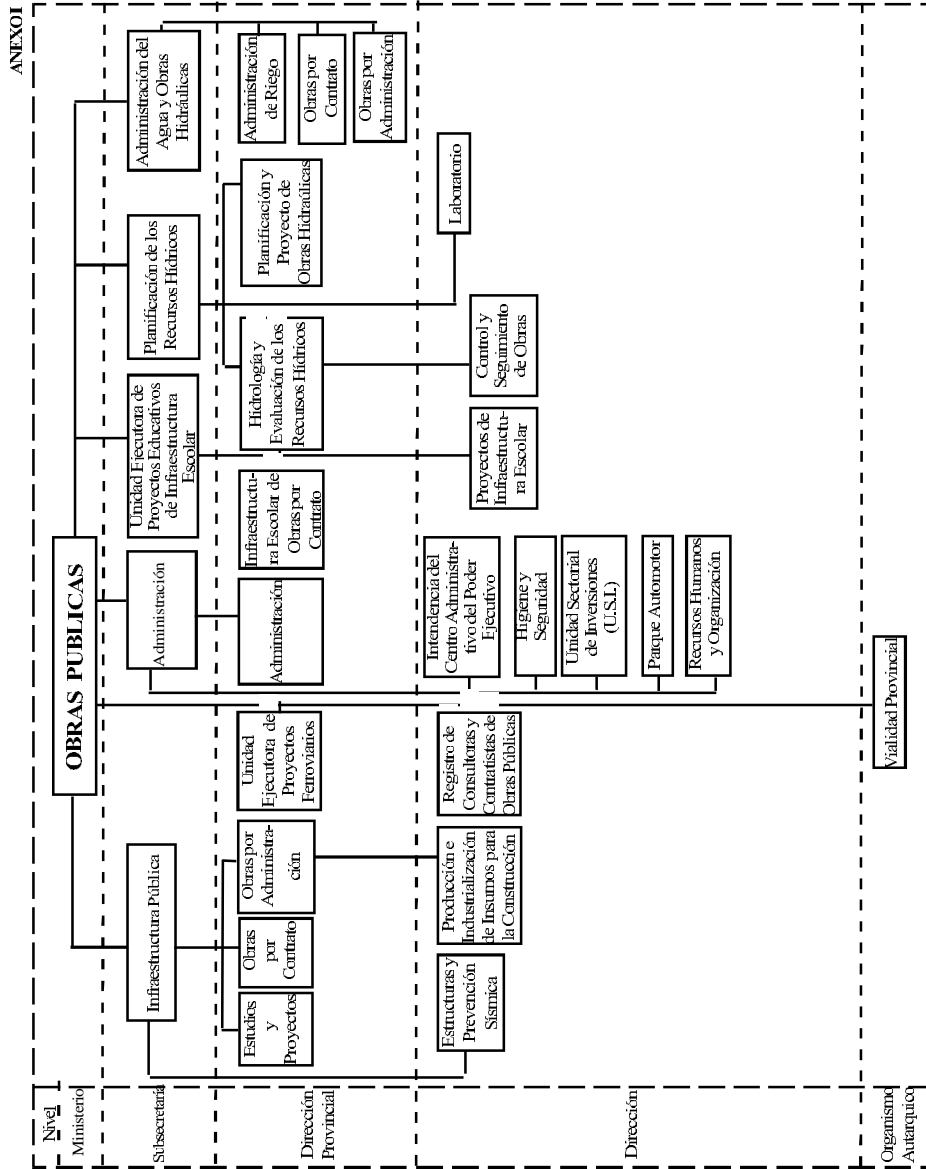 ANEXO I
Nivel
Ministerio
OBRAS PUBLICAS
Subsecretaría
Infraestructura Pública
Administración
Unidad Ejecutora de
Proyectos Educativos
de Infraestructura
Escolar
Planificación de los
Recursos Hídricos
Administración del
Agua y Obras
Hidráulicas
Dirección
Provincial
Estudios
y
Proyectos
Obras
por
Contrato
Obras por
Administra-
ción
Unidad
Ejecutora de
Proyectos
Ferroviarios
Administración
Infraestructu-
ra Escolar de
Obras por
Contrato
Hidrología y
Evaluación de los
Recursos Hídricos
Planificación y
Proyecto de
Obras Hidraúlicas
Administración
de Riego
Obras por
Contrato
Obras por
Administración
Dirección
Estructuras y
Prevención
Sísmica
Producción e
Industrialización
de Insumos para
la Construcción
Registro de
Consultoras y
Contratistas de
Obras Públicas
Intendencia del
Centro Administra-
tivo del Poder
Ejecutivo
Higiene y
Seguridad
Unidad Sectorial
de Inversiones
(U.S.I.)
Parque Automotor
Recursos Humanos
y Organización
Proyectos de
Infraestructu-
ra Escolar
Control y
Seguimiento
de Obras
Laboratorio
Organismo
Autarquico
Vialidad Provincial